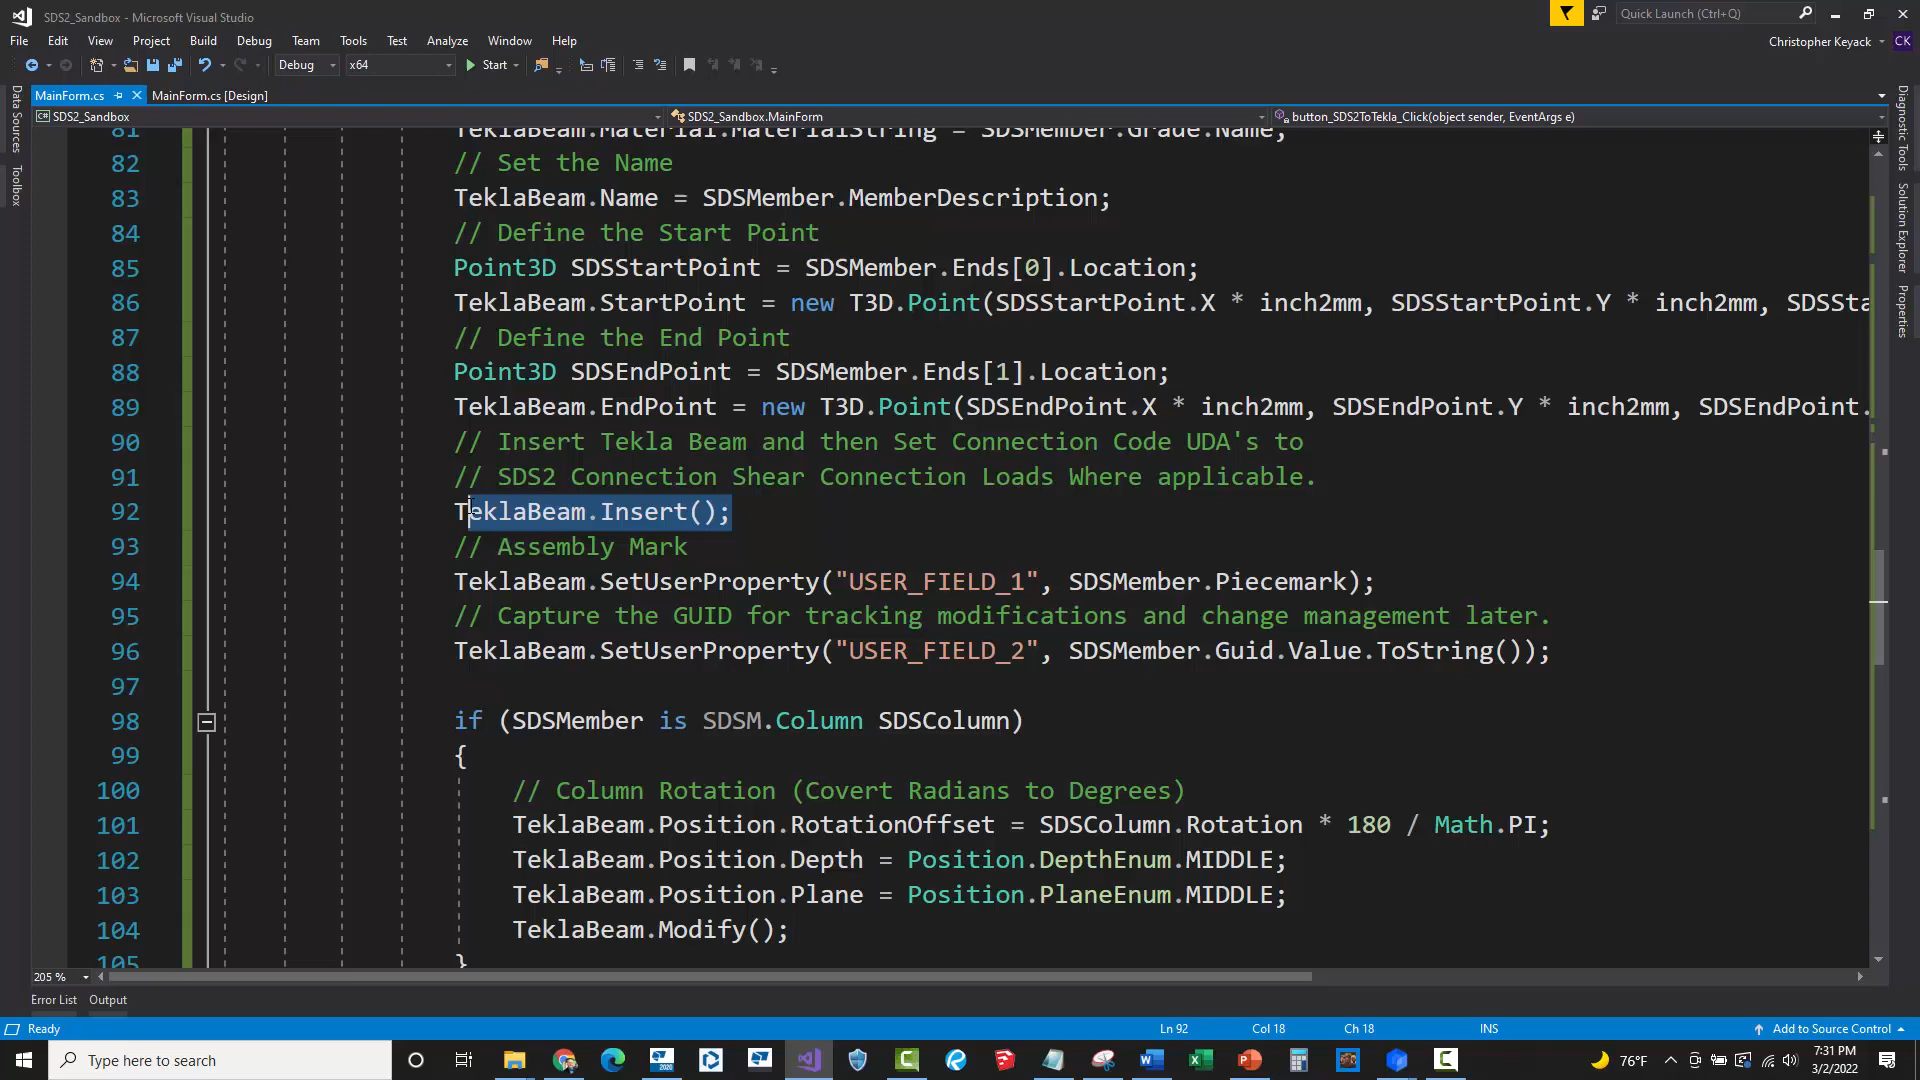 SDS2_Sandbox - Microsoft Visual Studio
Quick Launch (Ctrl+Q)
File Edit View Project Build Debug Team Tools Test Analyze Window Help
Christopher Keyack CK
Debug x64 Start
MainForm.cs MainForm.cs [Design]
C# SDS2_Sandbox SDS2_Sandbox.MainForm button_SDS2ToTekla_Click(object sender, EventArgs e)
Data Sources
Toolbox
Diagnostic Tools
Solution Explorer
Properties
81 TeklaBeam.Material.MaterialString = SDSMember.Grade.Name;
82 // Set the Name
83 TeklaBeam.Name = SDSMember.MemberDescription;
84 // Define the Start Point
85 Point3D SDSStartPoint = SDSMember.Ends[0].Location;
86 TeklaBeam.StartPoint = new T3D.Point(SDSStartPoint.X * inch2mm, SDSStartPoint.Y * inch2mm, SDSSta
87 // Define the End Point
88 Point3D SDSEndPoint = SDSMember.Ends[1].Location;
89 TeklaBeam.EndPoint = new T3D.Point(SDSEndPoint.X * inch2mm, SDSEndPoint.Y * inch2mm, SDSEndPoint.
90 // Insert Tekla Beam and then Set Connection Code UDA's to
91 // SDS2 Connection Shear Connection Loads Where applicable.
92 TeklaBeam.Insert();
93 // Assembly Mark
94 TeklaBeam.SetUserProperty("USER_FIELD_1", SDSMember.Piecemark);
95 // Capture the GUID for tracking modifications and change management later.
96 TeklaBeam.SetUserProperty("USER_FIELD_2", SDSMember.Guid.Value.ToString());
97
98 if (SDSMember is SDSM.Column SDSColumn)
99 {
100 // Column Rotation (Covert Radians to Degrees)
101 TeklaBeam.Position.RotationOffset = SDSColumn.Rotation * 180 / Math.PI;
102 TeklaBeam.Position.Depth = Position.DepthEnum.MIDDLE;
103 TeklaBeam.Position.Plane = Position.PlaneEnum.MIDDLE;
104 TeklaBeam.Modify();
105 }
205 %
Error List Output
Ready Ln 92 Col 18 Ch 18 INS Add to Source Control
Type here to search
76°F
7:31 PM
3/2/2022